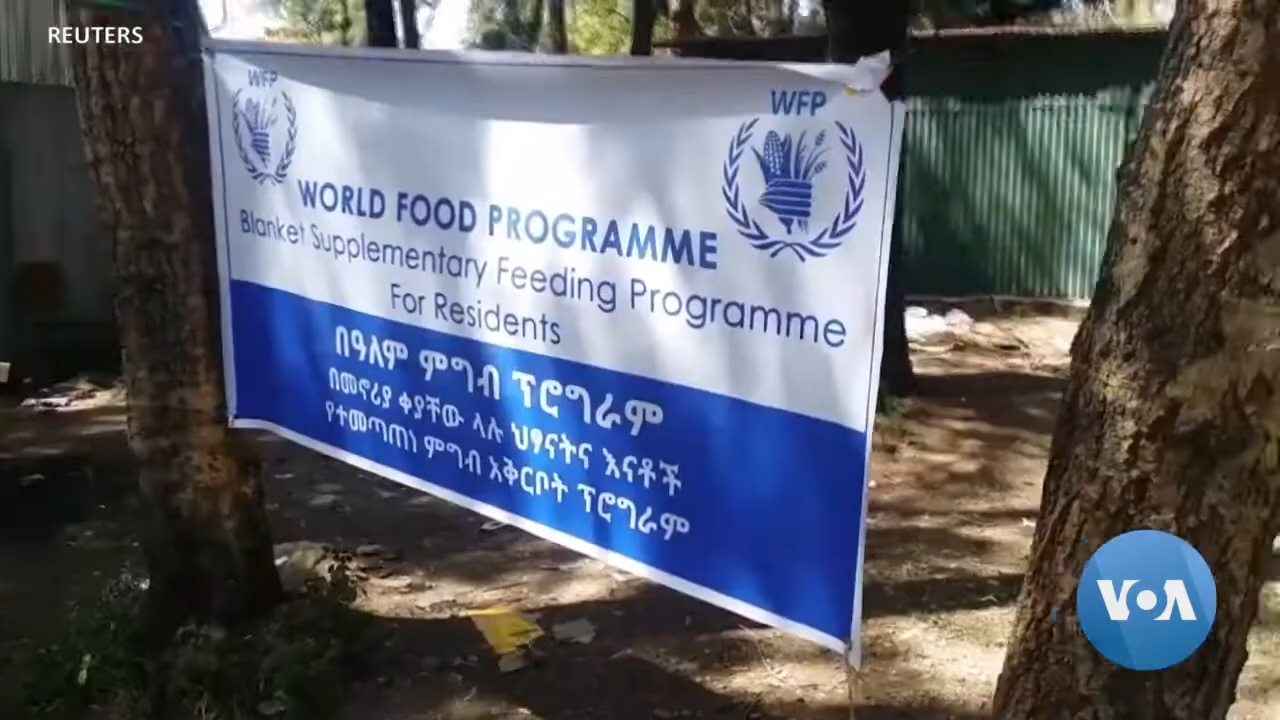 REUTERS
WFP
WFP
WORLD FOOD PROGRAMME
Blanket Supplementary Feeding Programme
For Residents
በዓለም ምግብ ፕሮግራም
በመኖሪያ ቀያቸው ላሉ ህፃናትና እናቶች
የተመጣጠነ ምግብ አቅርቦት ፕሮግራም
VOA